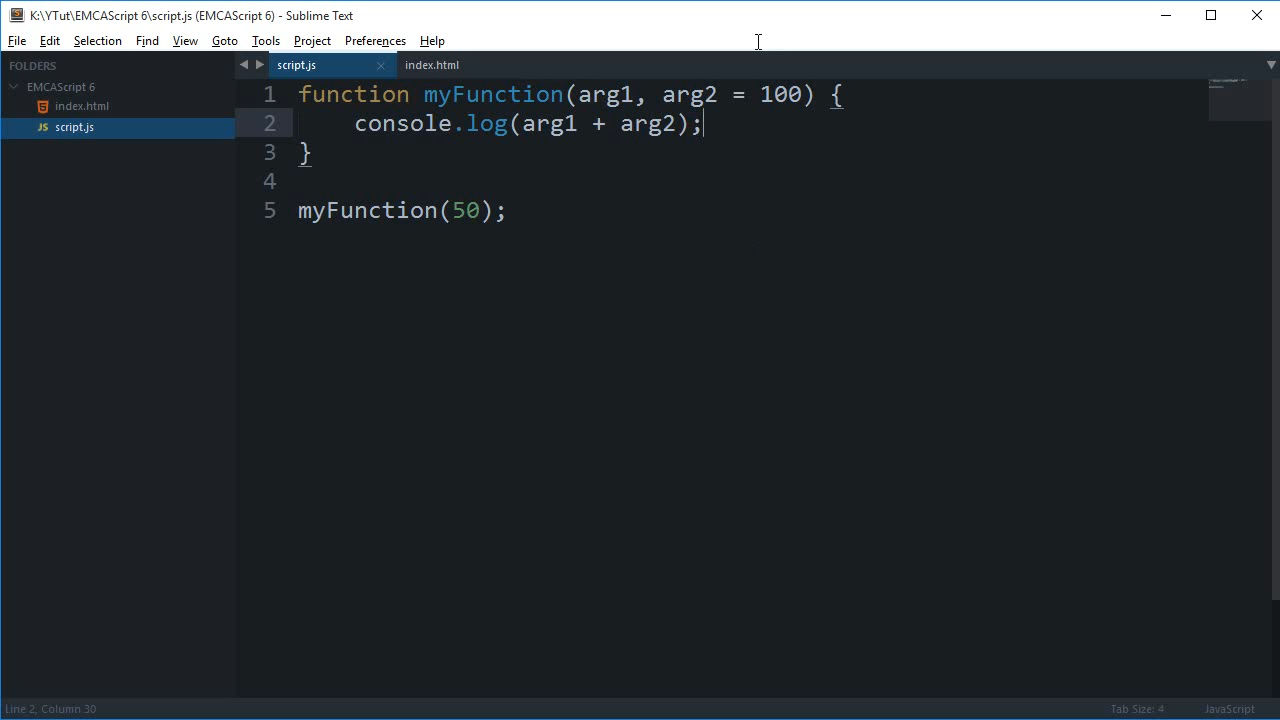 K:\YTut\EMCAScript 6\script.js (EMCAScript 6) - Sublime Text
File Edit Selection Find View Goto Tools Project Preferences Help
FOLDERS
EMCAScript 6
index.html
JS script.js
script.js index.html
1 function myFunction(arg1, arg2 = 100) {
2     console.log(arg1 + arg2);
3 }
4
5 myFunction(50);
Line 2, Column 30 Tab Size: 4 JavaScript